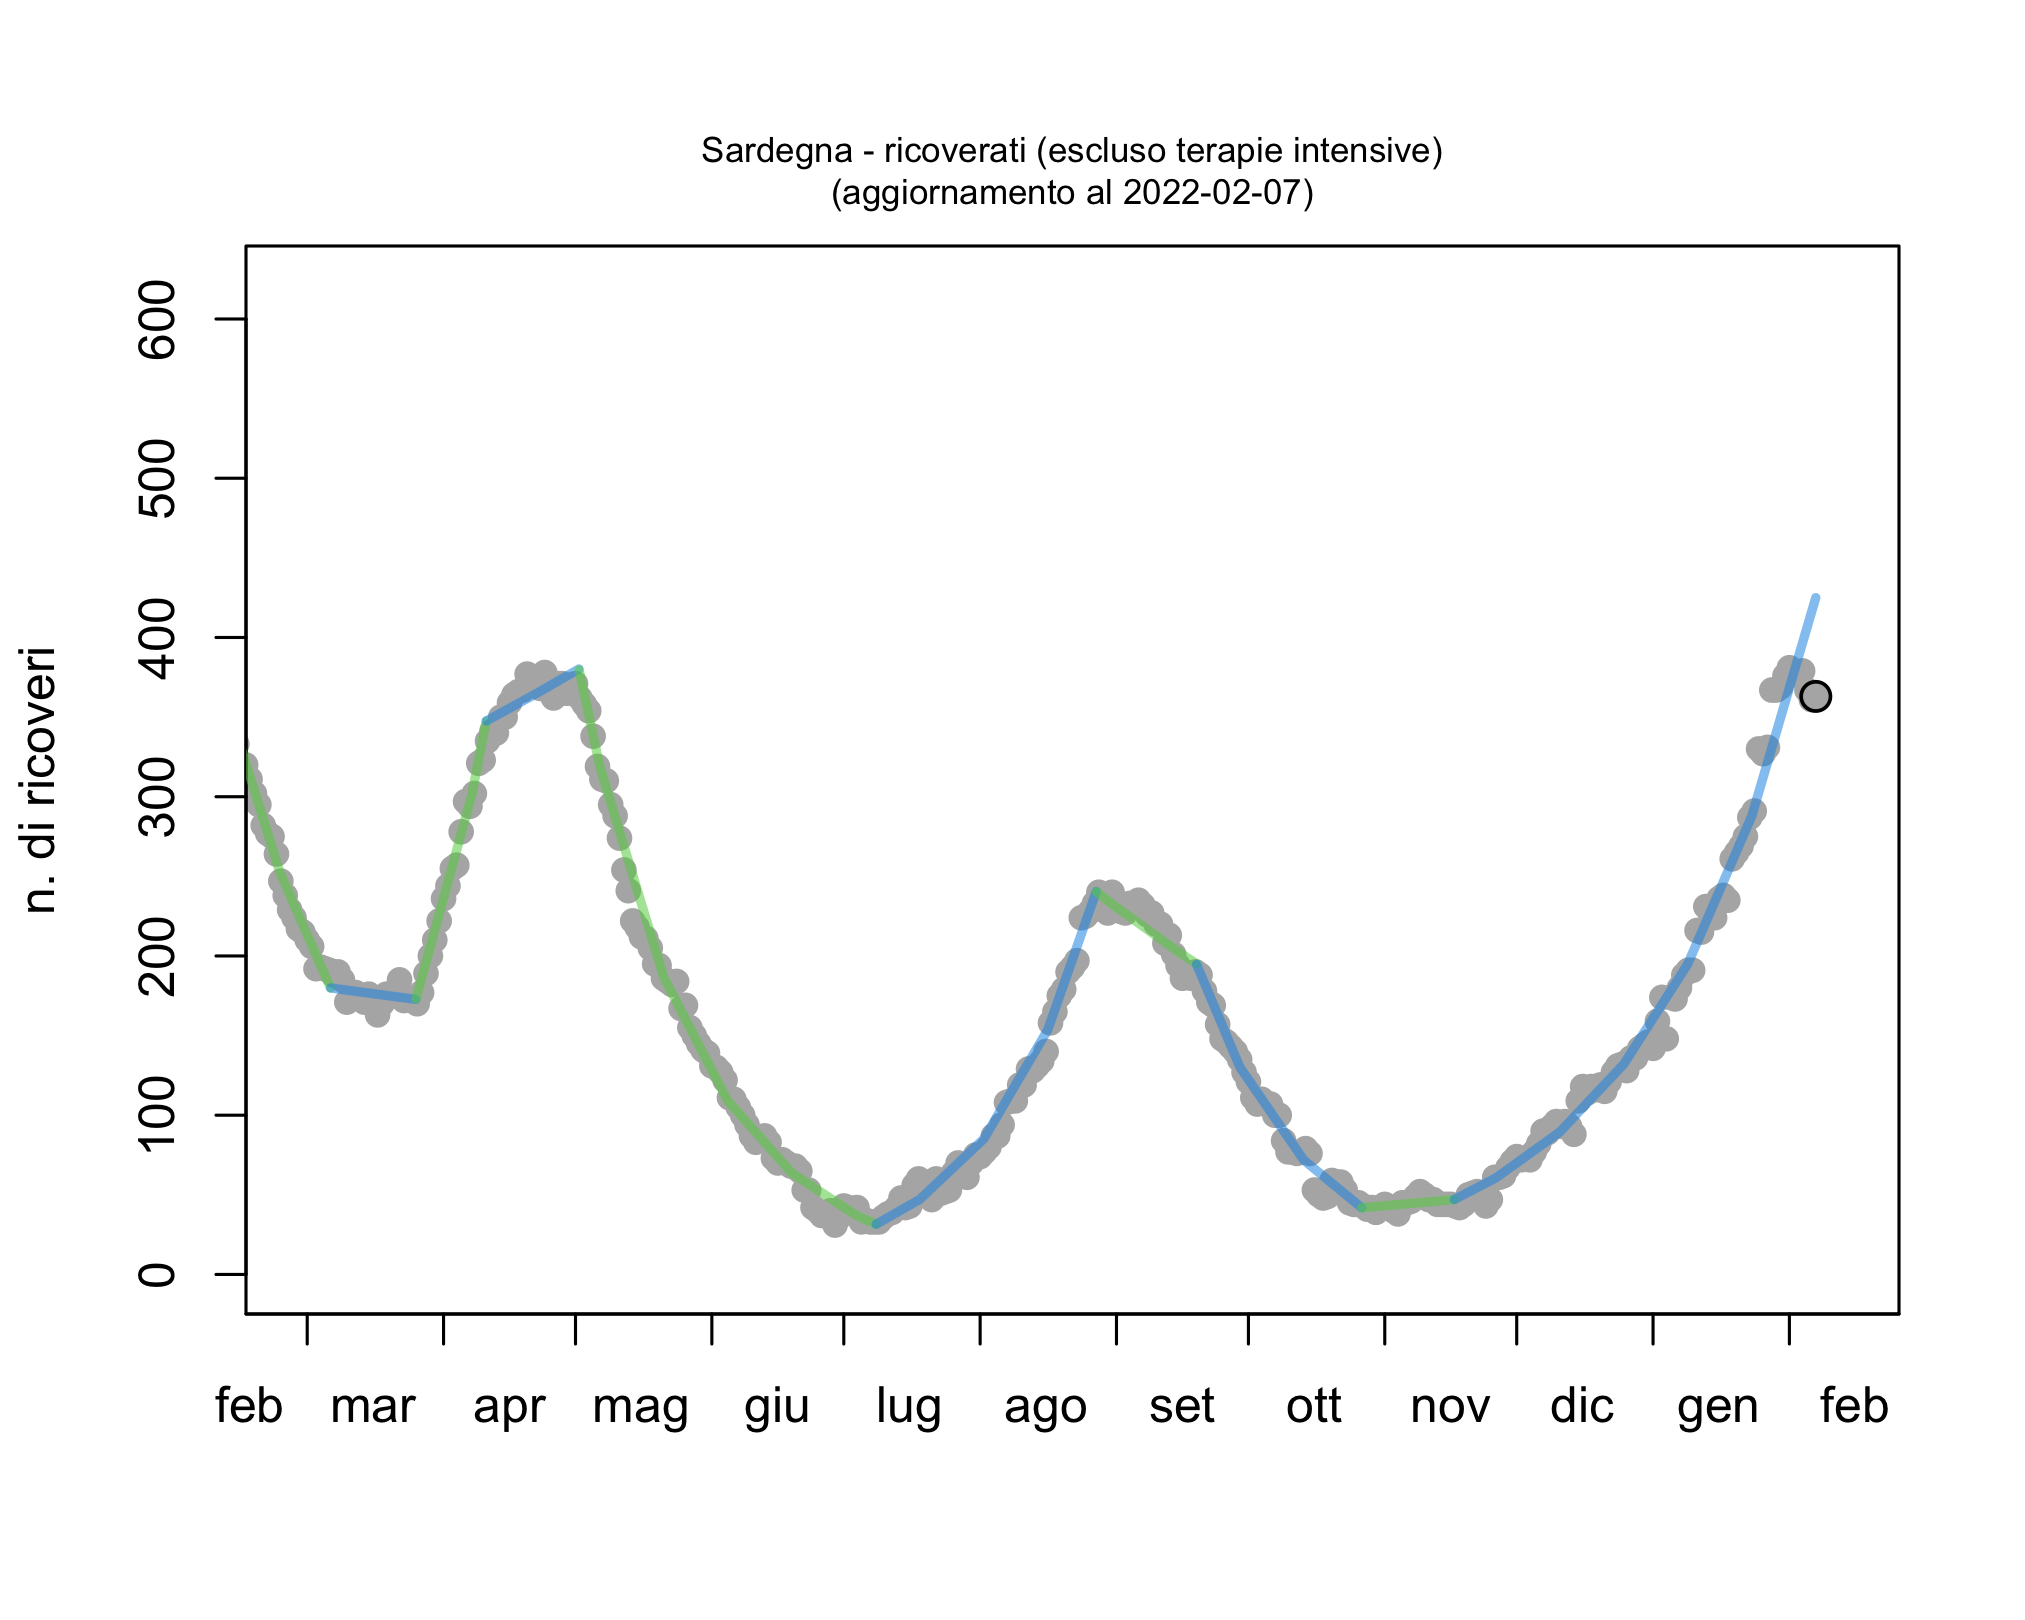 Sardegna - ricoverati (escluso terapie intensive)
(aggiornamento al 2022-02-07)
n. di ricoveri
600
500
400
300
200
100
0
feb mar apr mag giu lug ago set ott nov dic gen feb